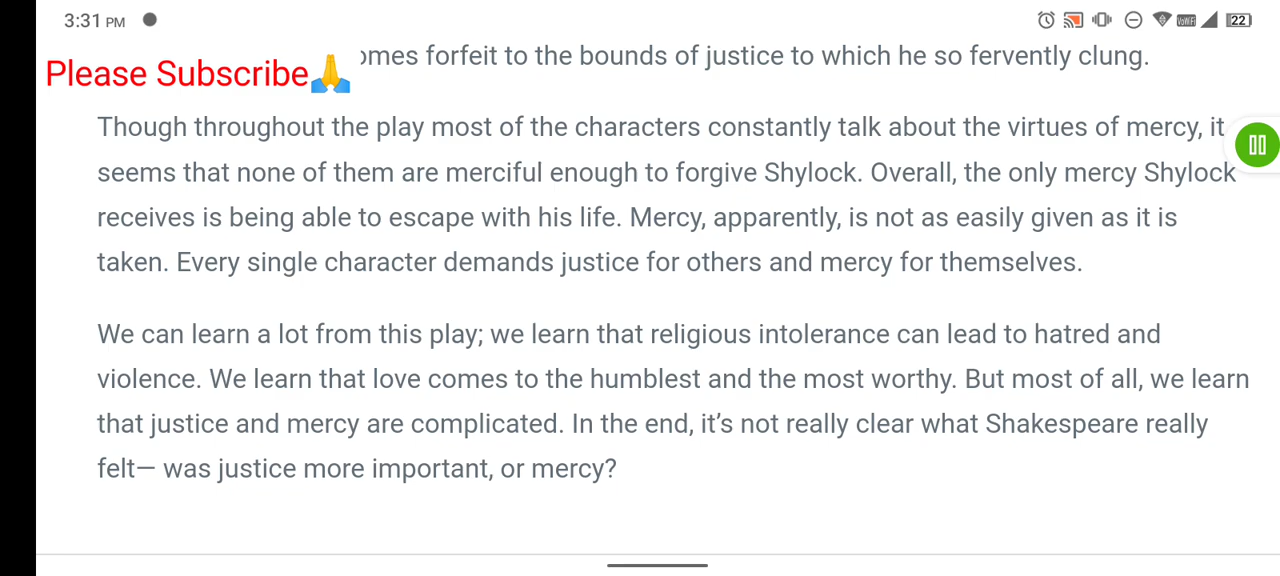 3:31 PM
VoWiFi 22
omes forfeit to the bounds of justice to which he so fervently clung.
Please Subscribe🙏
Though throughout the play most of the characters constantly talk about the virtues of mercy, it
seems that none of them are merciful enough to forgive Shylock. Overall, the only mercy Shylock
receives is being able to escape with his life. Mercy, apparently, is not as easily given as it is
taken. Every single character demands justice for others and mercy for themselves.
We can learn a lot from this play; we learn that religious intolerance can lead to hatred and
violence. We learn that love comes to the humblest and the most worthy. But most of all, we learn
that justice and mercy are complicated. In the end, it’s not really clear what Shakespeare really
felt— was justice more important, or mercy?